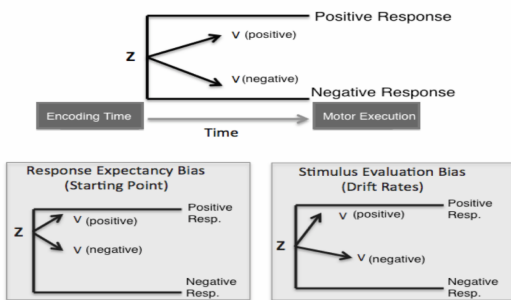 Positive Response
V (positive)
Z
V (negative)
Negative Response
Encoding Time
Motor Execution
Time
Response Expectancy Bias
(Starting Point)
Positive
Resp.
V (positive)
Z
V (negative)
Negative
Resp.
Stimulus Evaluation Bias
(Drift Rates)
Positive
Resp.
V (positive)
Z
V (negative)
Negative
Resp.